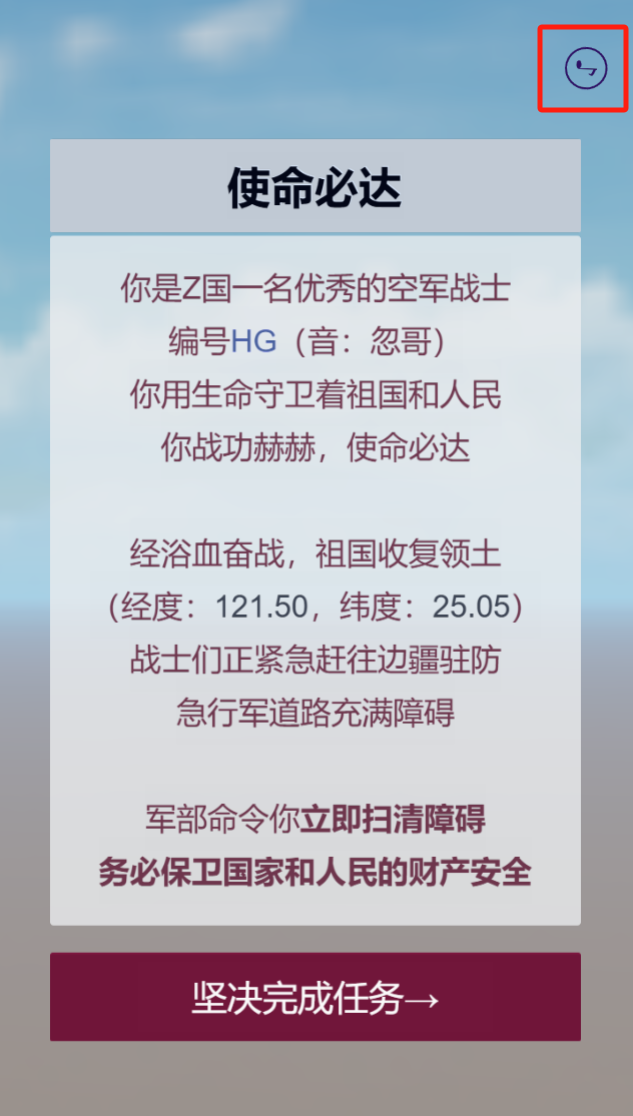 使命必达
你是Z国一名优秀的空军战士
编号HG（音：忽哥）
你用生命守卫着祖国和人民
你战功赫赫，使命必达
经浴血奋战，祖国收复领土
（经度：121.50，纬度：25.05）
战士们正紧急赶往边疆驻防
急行军道路充满障碍
军部命令你立即扫清障碍
务必保卫国家和人民的财产安全
坚决完成任务→